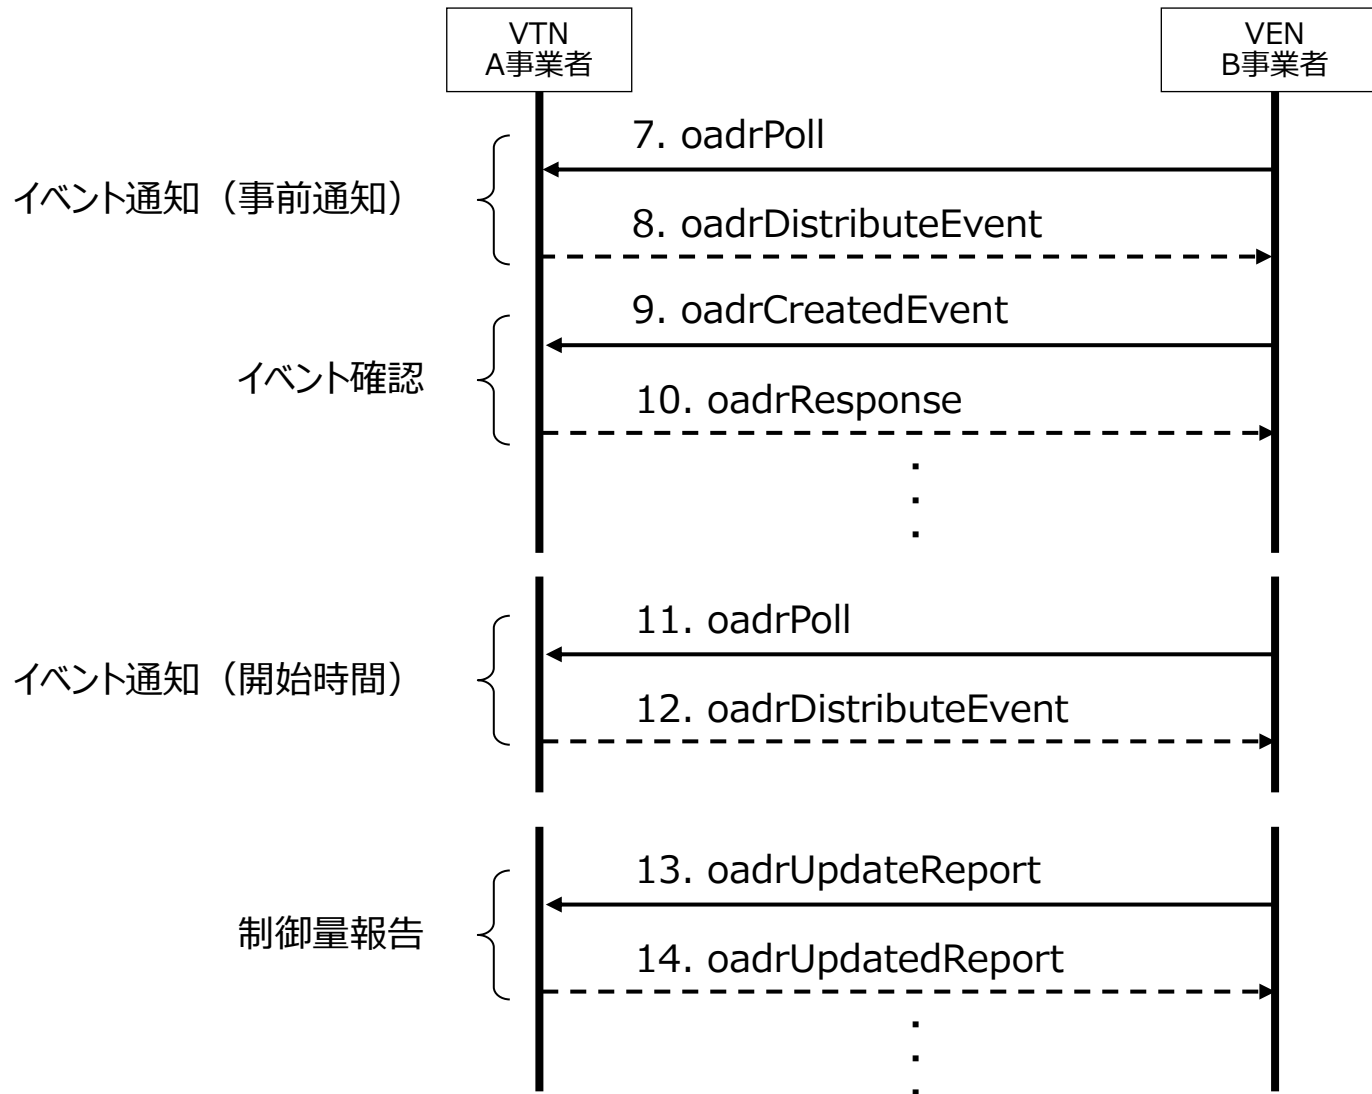 VTN
A事業者
VEN
B事業者
7. oadrPoll
イベント通知（事前通知）
8. oadrDistributeEvent
9. oadrCreatedEvent
イベント確認
10. oadrResponse
11. oadrPoll
イベント通知（開始時間）
12. oadrDistributeEvent
13. oadrUpdateReport
制御量報告
14. oadrUpdatedReport